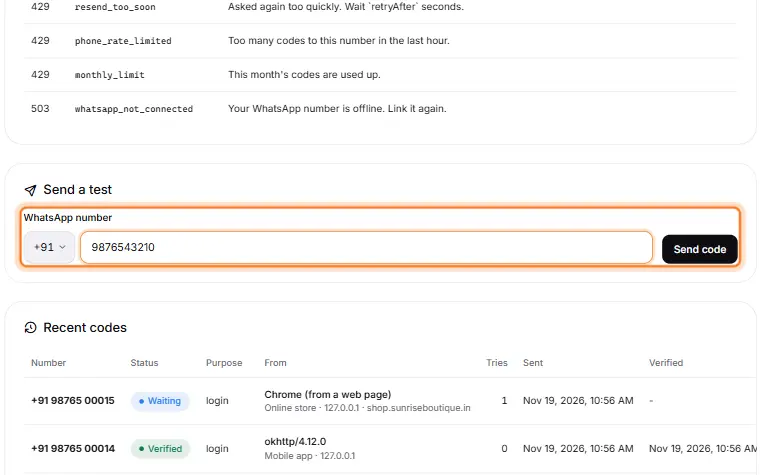 429 resend_too_soon Asked again too quickly. Wait `retryAfter` seconds.
429 phone_rate_limited Too many codes to this number in the last hour.
429 monthly_limit This month's codes are used up.
503 whatsapp_not_connected Your WhatsApp number is offline. Link it again.
Send a test
WhatsApp number
+91 9876543210 Send code
Recent codes
Number Status Purpose From Tries Sent Verified
+91 98765 00015 Waiting login Chrome (from a web page) 1 Nov 19, 2026, 10:56 AM -
Online store · 127.0.0.1 · shop.sunriseboutique.in
+91 98765 00014 Verified login okhttp/4.12.0 0 Nov 19, 2026, 10:56 AM Nov 19, 2026, 10:56 AM
Mobile app · 127.0.0.1